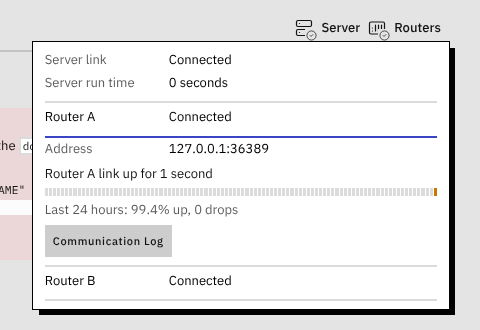 Server Routers
Server link Connected
Server run time 0 seconds
Router A Connected
Address 127.0.0.1:36389
the
Router A link up for 1 second
AME"
Last 24 hours: 99.4% up, 0 drops
Communication Log
Router B Connected